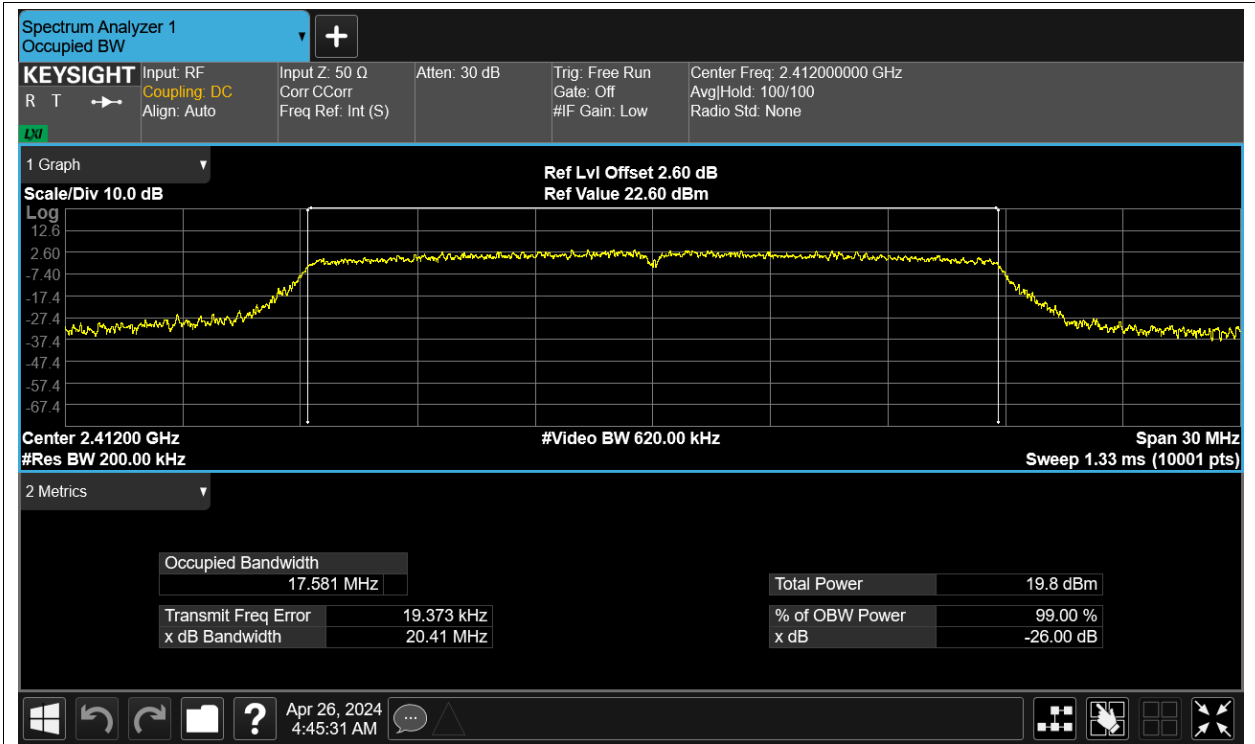 Spectrum Analyzer 1
Occupied BW
KEYSIGHT
R T
LXI
Input: RF
Coupling: DC
Align: Auto
Input Z: 50 Ω
Corr CCorr
Freq Ref: Int (S)
Atten: 30 dB
Trig: Free Run
Gate: Off
#IF Gain: Low
Center Freq: 2.412000000 GHz
Avg|Hold: 100/100
Radio Std: None
1 Graph
Scale/Div 10.0 dB
Ref Lvl Offset 2.60 dB
Ref Value 22.60 dBm
Log
12.6
2.60
-7.40
-17.4
-27.4
-37.4
-47.4
-57.4
-67.4
Center 2.41200 GHz
#Res BW 200.00 kHz
#Video BW 620.00 kHz
Span 30 MHz
Sweep 1.33 ms (10001 pts)
2 Metrics
Occupied Bandwidth
17.581 MHz
Transmit Freq Error 19.373 kHz
x dB Bandwidth 20.41 MHz
Total Power 19.8 dBm
% of OBW Power 99.00 %
x dB -26.00 dB
?
Apr 26, 2024
4:45:31 AM